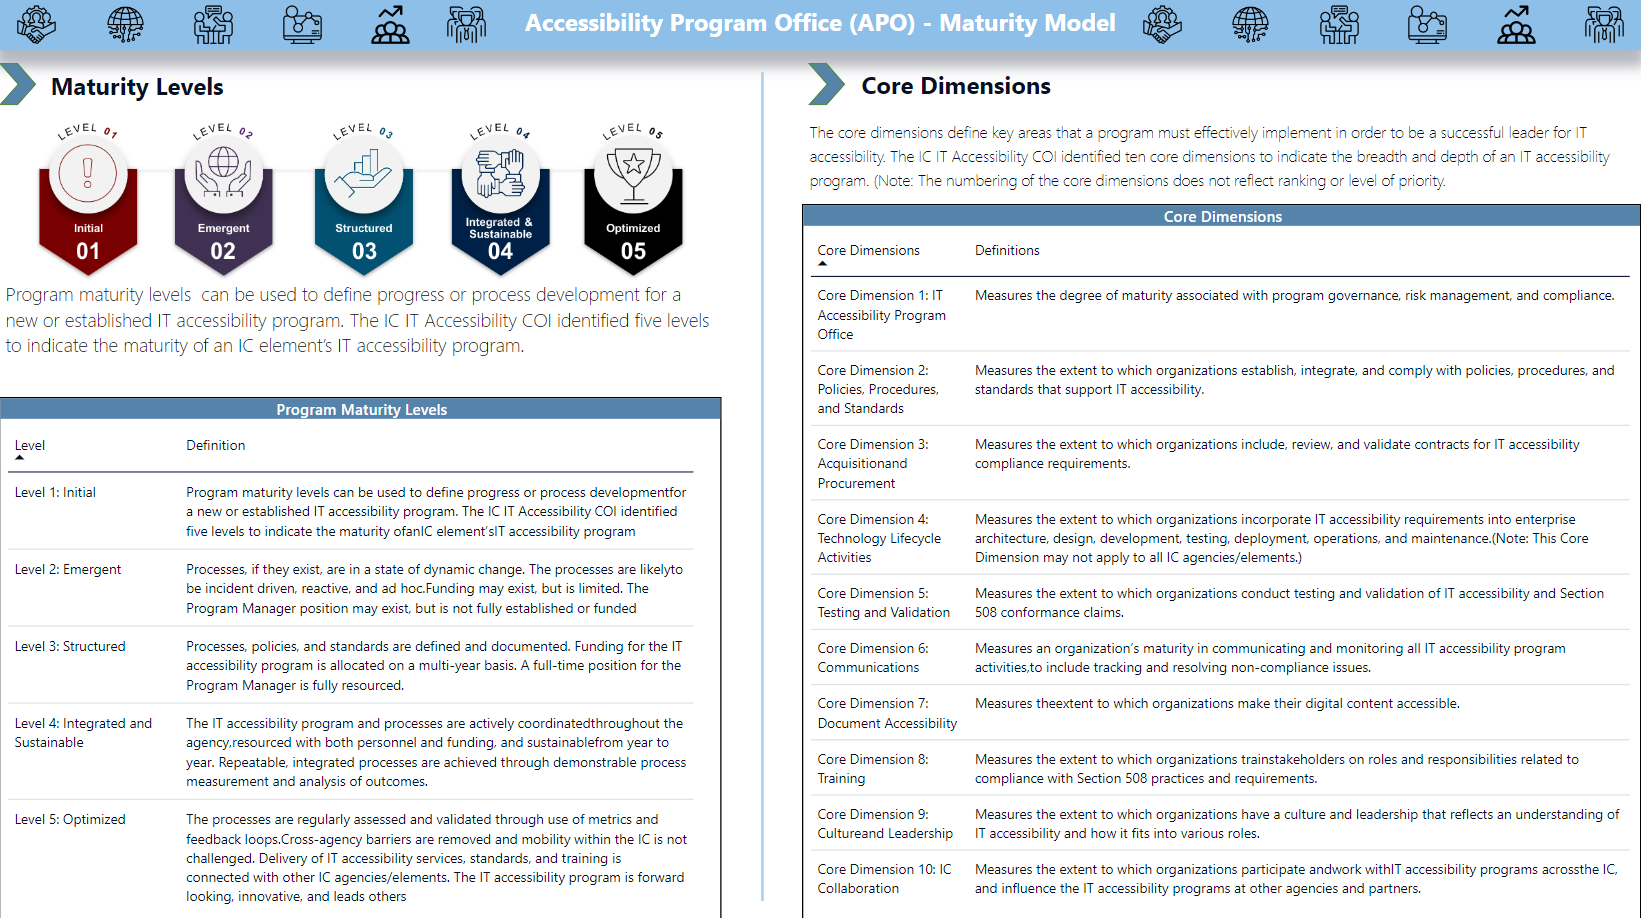 Accessibility Program Office (APO) - Maturity Model
Maturity Levels
LEVEL 01
LEVEL 02
LEVEL 03
LEVEL 04
LEVEL 05
Initial
01
Emergent
02
Structured
03
Integrated &
Sustainable
04
Optimized
05
Program maturity levels  can be used to define progress or process development for a
new or established IT accessibility program. The IC IT Accessibility COI identified five levels
to indicate the maturity of an IC element's IT accessibility program.
Program Maturity Levels
Level Definition
Level 1: Initial Program maturity levels can be used to define progress or process developmentfor
a new or established IT accessibility program. The IC IT Accessibility COI identified
five levels to indicate the maturity ofanIC element'sIT accessibility program
Level 2: Emergent Processes, if they exist, are in a state of dynamic change. The processes are likelyto
be incident driven, reactive, and ad hoc.Funding may exist, but is limited. The
Program Manager position may exist, but is not fully established or funded
Level 3: Structured Processes, policies, and standards are defined and documented. Funding for the IT
accessibility program is allocated on a multi-year basis. A full-time position for the
Program Manager is fully resourced.
Level 4: Integrated and The IT accessibility program and processes are actively coordinatedthroughout the
Sustainable agency,resourced with both personnel and funding, and sustainablefrom year to
year. Repeatable, integrated processes are achieved through demonstrable process
measurement and analysis of outcomes.
Level 5: Optimized The processes are regularly assessed and validated through use of metrics and
feedback loops.Cross-agency barriers are removed and mobility within the IC is not
challenged. Delivery of IT accessibility services, standards, and training is
connected with other IC agencies/elements. The IT accessibility program is forward
looking, innovative, and leads others
Core Dimensions
The core dimensions define key areas that a program must effectively implement in order to be a successful leader for IT
accessibility. The IC IT Accessibility COI identified ten core dimensions to indicate the breadth and depth of an IT accessibility
program. (Note: The numbering of the core dimensions does not reflect ranking or level of priority.
Core Dimensions
Core Dimensions Definitions
Core Dimension 1: IT Measures the degree of maturity associated with program governance, risk management, and compliance.
Accessibility Program
Office
Core Dimension 2: Measures the extent to which organizations establish, integrate, and comply with policies, procedures, and
Policies, Procedures, standards that support IT accessibility.
and Standards
Core Dimension 3: Measures the extent to which organizations include, review, and validate contracts for IT accessibility
Acquisitionand compliance requirements.
Procurement
Core Dimension 4: Measures the extent to which organizations incorporate IT accessibility requirements into enterprise
Technology Lifecycle architecture, design, development, testing, deployment, operations, and maintenance.(Note: This Core
Activities Dimension may not apply to all IC agencies/elements.)
Core Dimension 5: Measures the extent to which organizations conduct testing and validation of IT accessibility and Section
Testing and Validation 508 conformance claims.
Core Dimension 6: Measures an organization's maturity in communicating and monitoring all IT accessibility program
Communications activities,to include tracking and resolving non-compliance issues.
Core Dimension 7: Measures theextent to which organizations make their digital content accessible.
Document Accessibility
Core Dimension 8: Measures the extent to which organizations trainstakeholders on roles and responsibilities related to
Training compliance with Section 508 practices and requirements.
Core Dimension 9: Measures the extent to which organizations have a culture and leadership that reflects an understanding of
Cultureand Leadership IT accessibility and how it fits into various roles.
Core Dimension 10: IC Measures the extent to which organizations participate andwork withIT accessibility programs acrossthe IC,
Collaboration and influence the IT accessibility programs at other agencies and partners.